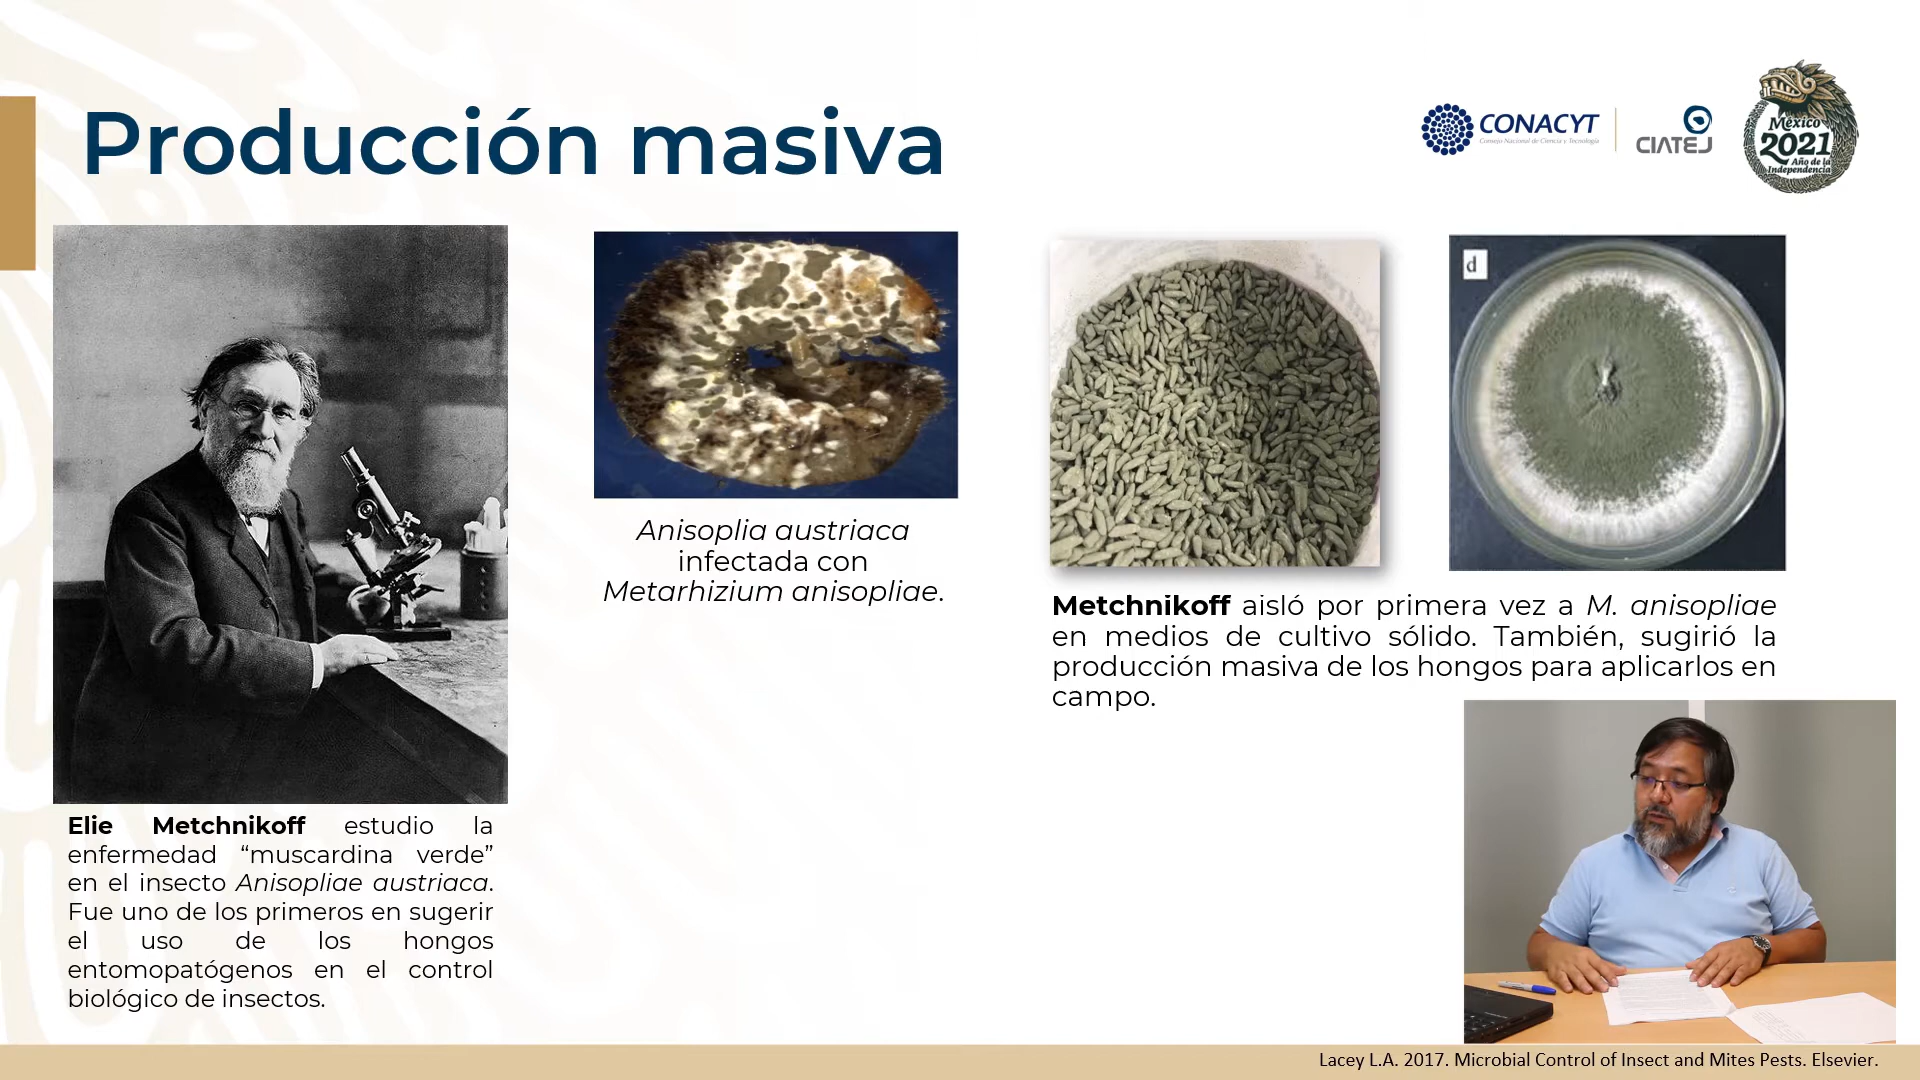 Producción masiva
CONACYT
Consejo Nacional de Ciencia y Tecnología
CIATEJ
México
2021
Año de la
Independencia
d
Anisoplia austriaca
infectada con
Metarhizium anisopliae.
Metchnikoff aisló por primera vez a M. anisopliae
en medios de cultivo sólido. También, sugirió la
producción masiva de los hongos para aplicarlos en
campo.
Elie Metchnikoff estudio la
enfermedad “muscardina verde”
en el insecto Anisopliae austriaca.
Fue uno de los primeros en sugerir
el uso de los hongos
entomopatógenos en el control
biológico de insectos.
Lacey L.A. 2017. Microbial Control of Insect and Mites Pests. Elsevier.